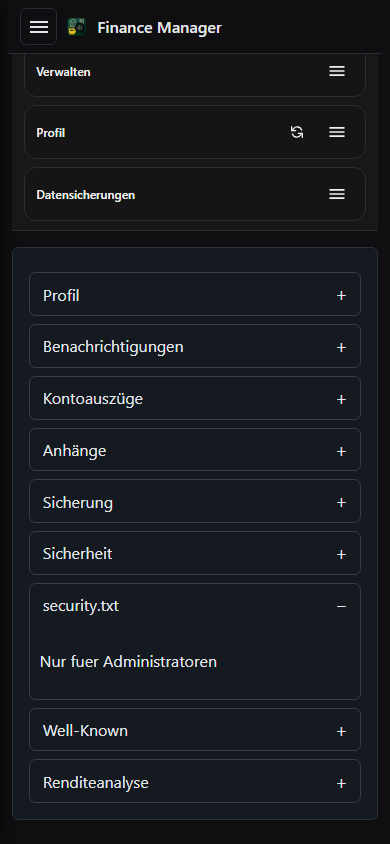 Finance Manager
Verwalten
Profil
Datensicherungen
Profil +
Benachrichtigungen +
Kontoauszüge +
Anhänge +
Sicherung +
Sicherheit +
security.txt –
Nur fuer Administratoren
Well-Known +
Renditeanalyse +